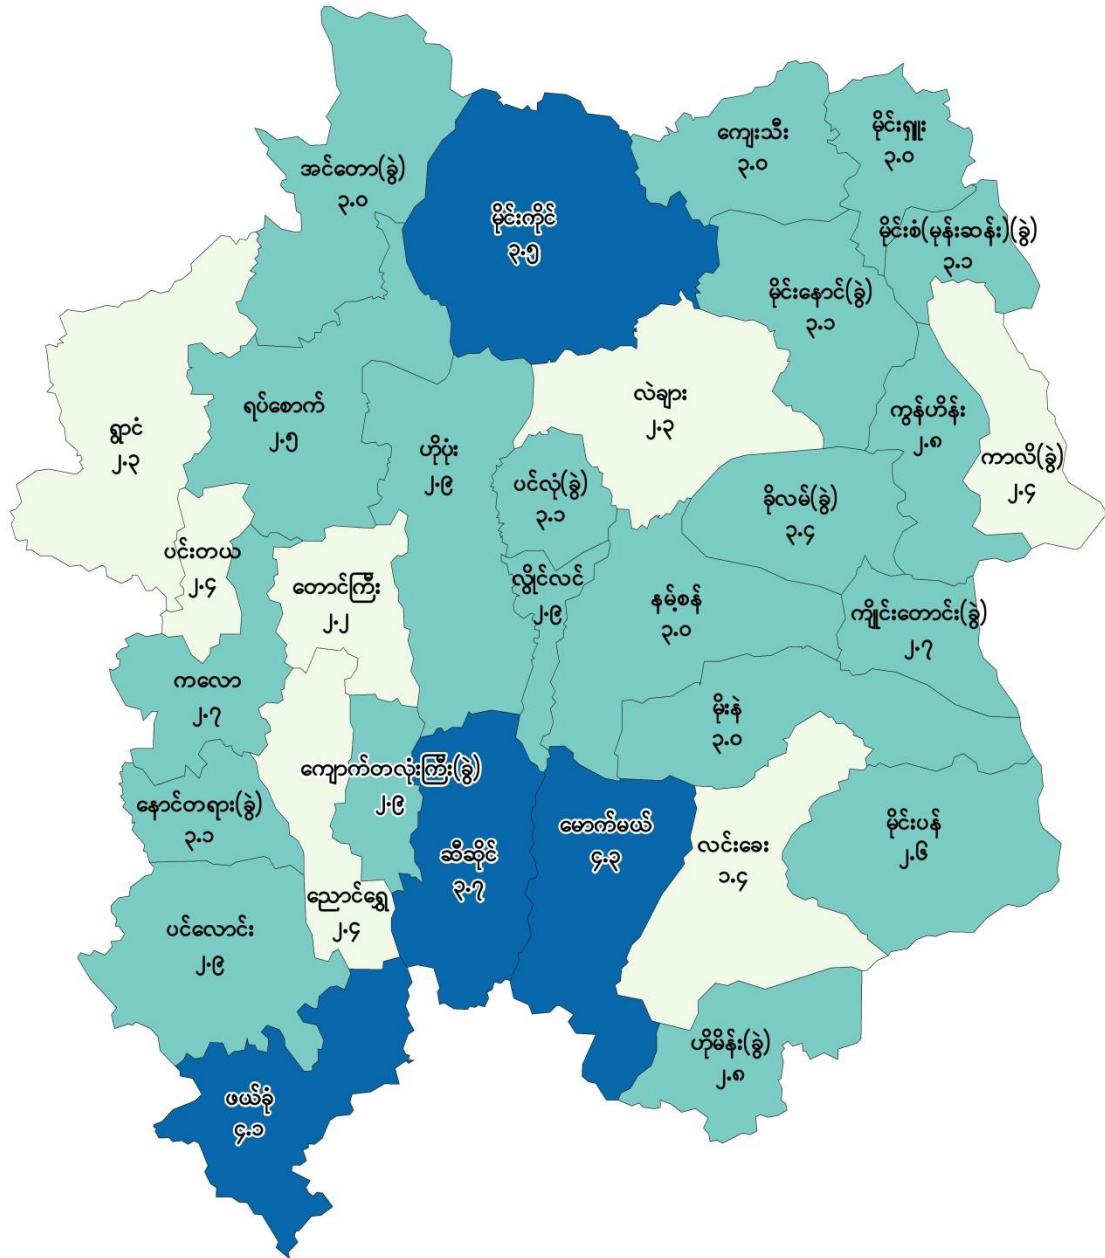 ကျေးသီး
၃.၀
မိုင်းရှူး
၃.၀
အင်တော(ခွဲ)
၃.၀
မိုင်းကိုင်
၃.၅
မိုင်းစံ(မုန်းဆန်း)(ခွဲ)
၃.၁
မိုင်းနောင်(ခွဲ)
၃.၁
ရွာငံ
၂.၃
ရပ်စောက်
၂.၅
လဲချား
၂.၃
ကွန်ဟိန်း
၂.၈
ကာလိ(ခွဲ)
၂.၄
ဟိုပုံး
၂.၉
ပင်လုံ(ခွဲ)
၃.၁
ခိုလမ်(ခွဲ)
၃.၄
ပင်းတယ
၂.၄
တောင်ကြီး
၂.၂
လွိုင်လင်
၂.၉
နမ့်စန်
၃.၀
ကျိုင်းတောင်း(ခွဲ)
၂.၇
ကလော
၂.၇
မိုးနဲ
၃.၀
ကျောက်တလုံးကြီး(ခွဲ)
၂.၉
နောင်တရား(ခွဲ)
၃.၁
ဆီဆိုင်
၃.၇
မောက်မယ်
၄.၃
လင်းခေး
၁.၄
မိုင်းပန်
၂.၆
ညောင်ရွှေ
၂.၄
ပင်လောင်း
၂.၉
ဟိုမိန်း(ခွဲ)
၂.၈
ဖယ်ခုံ
၄.၁